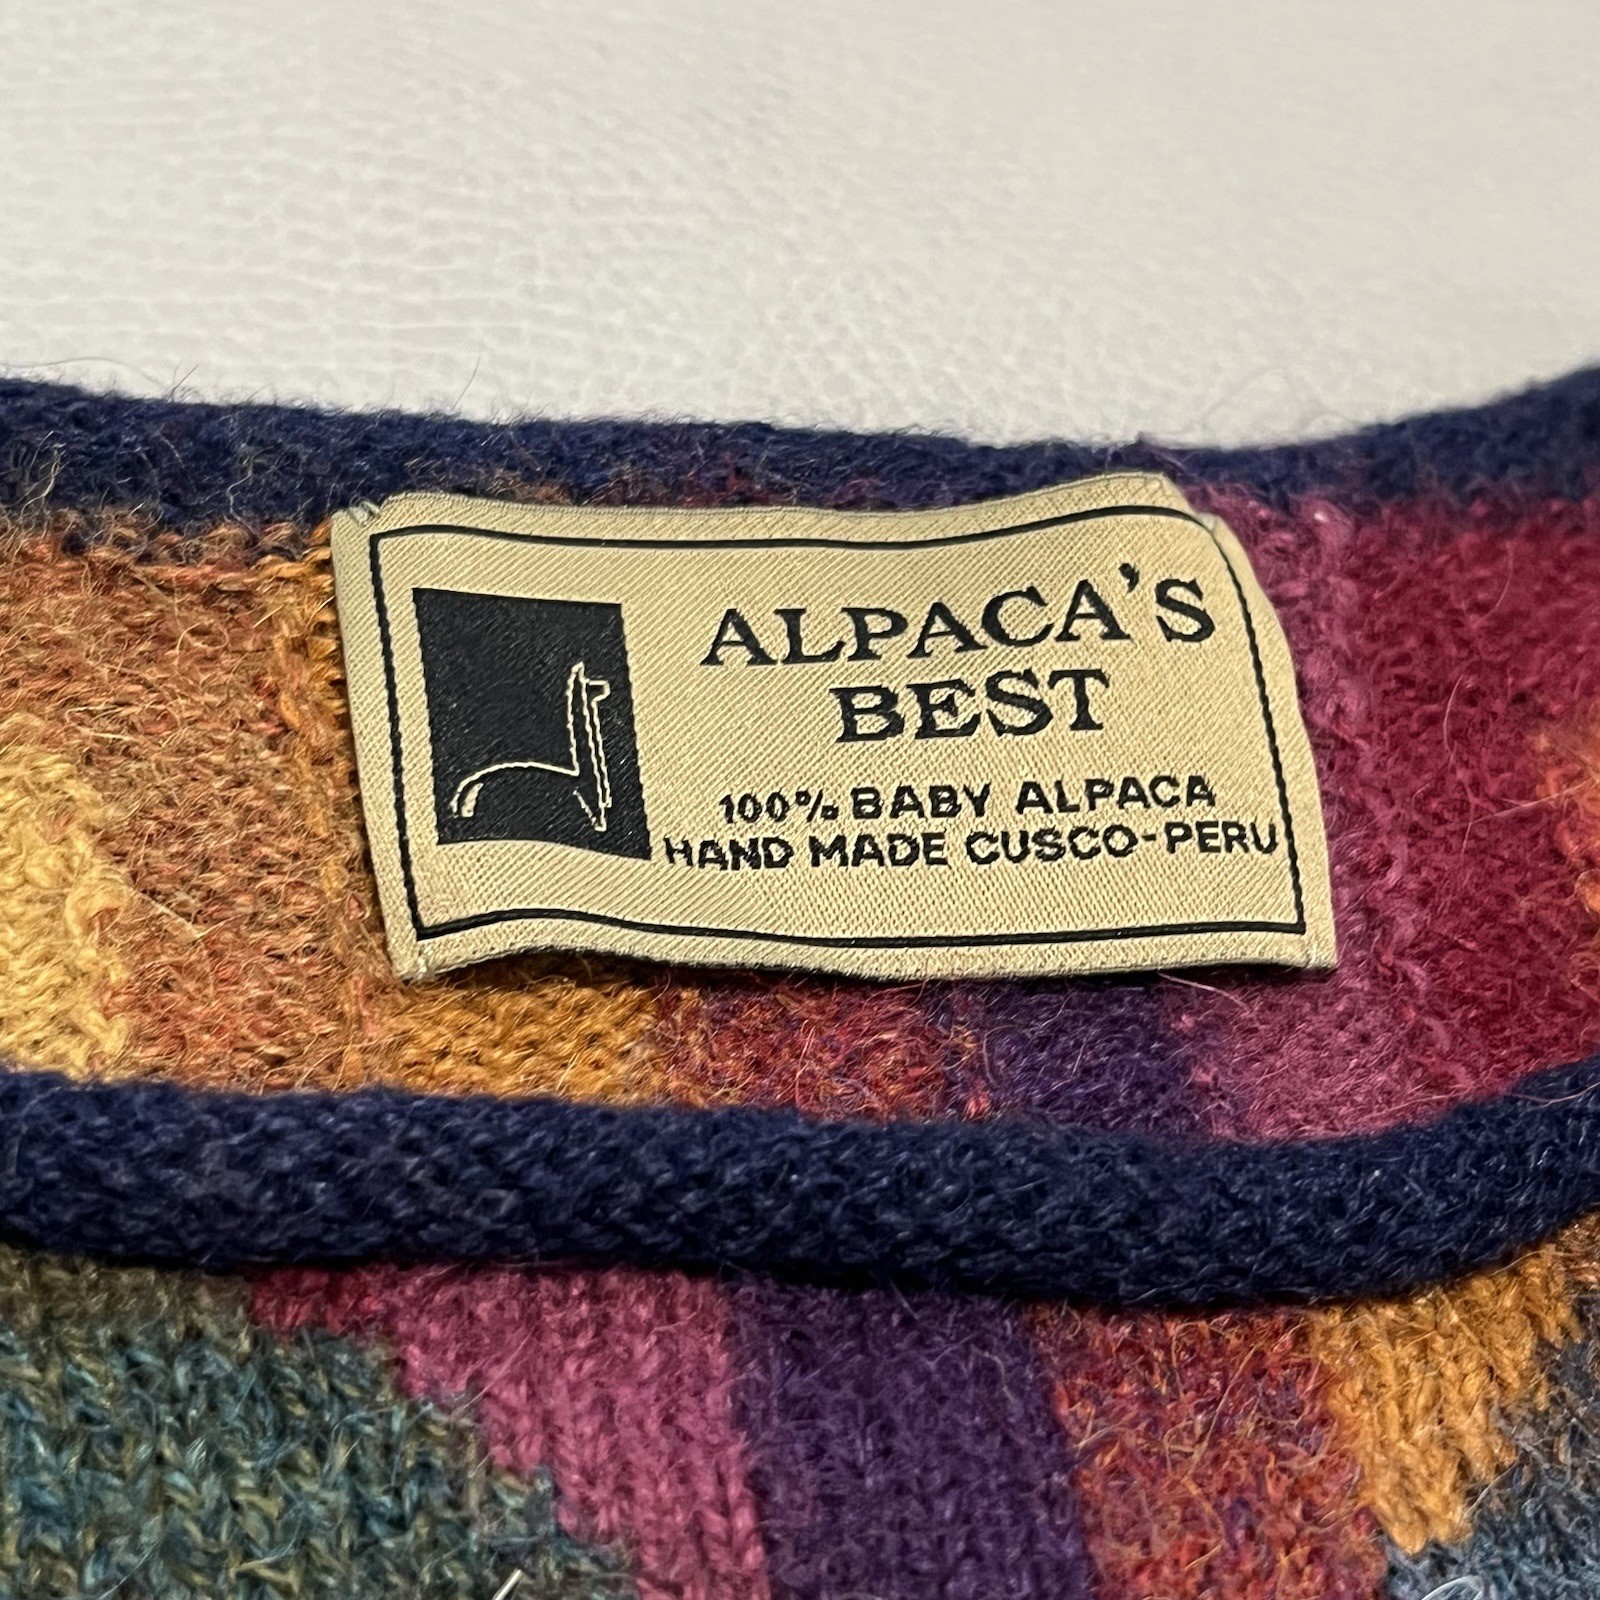 ALPACA'S
BEST
100% BABY ALPACA
HAND MADE CUSCO-PERU